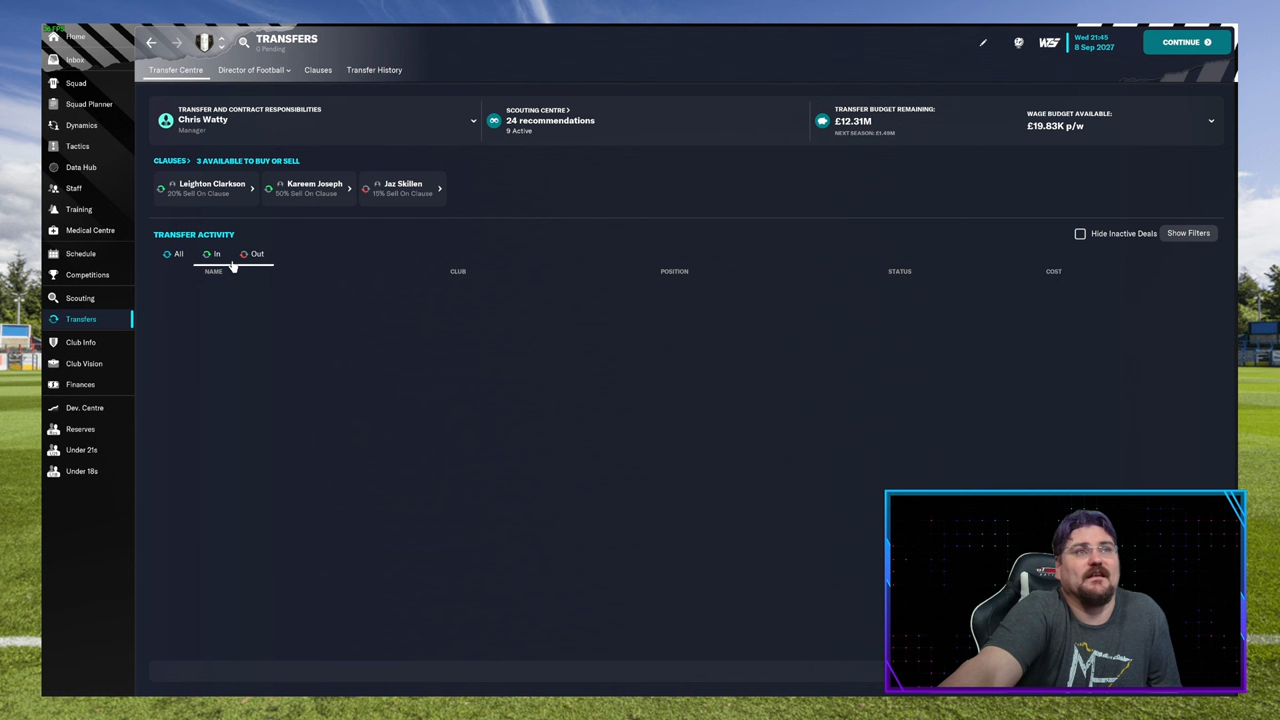 56 FPS
Home
Inbox
Squad
Squad Planner
Dynamics
Tactics
Data Hub
Staff
Training
Medical Centre
Schedule
Competitions
Scouting
Transfers
Club Info
Club Vision
Finances
Dev. Centre
Reserves
Under 21s
Under 18s
TRANSFERS
0 Pending
Wed 21:45
8 Sep 2027
CONTINUE
Transfer Centre
Director of Football
Clauses
Transfer History
TRANSFER AND CONTRACT RESPONSIBILITIES
Chris Watty
Manager
SCOUTING CENTRE >
24 recommendations
9 Active
TRANSFER BUDGET REMAINING:
£12.31M
NEXT SEASON: £1.49M
WAGE BUDGET AVAILABLE:
£19.83K p/w
CLAUSES > 3 AVAILABLE TO BUY OR SELL
Leighton Clarkson
20% Sell On Clause
Kareem Joseph
50% Sell On Clause
Jaz Skillen
15% Sell On Clause
TRANSFER ACTIVITY
Hide Inactive Deals
Show Filters
All
In
Out
NAME
CLUB
POSITION
STATUS
COST